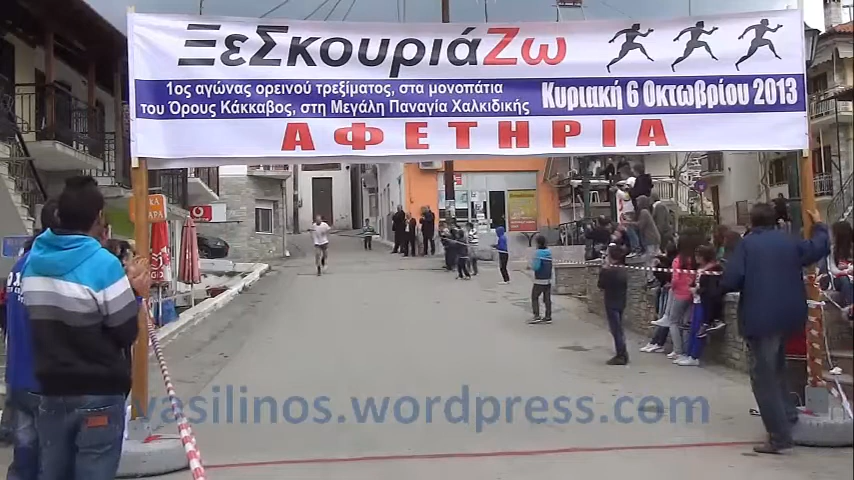 ΞεΣκουριάΖω
1ος αγώνας ορεινού τρεξίματος, στα μονοπάτια
του Όρους Κάκκαβος, στη Μεγάλη Παναγία Χαλκιδικής
Κυριακή 6 Οκτωβρίου 2013
ΑΦΕΤΗΡΙΑ
vasilinos.wordpress.com